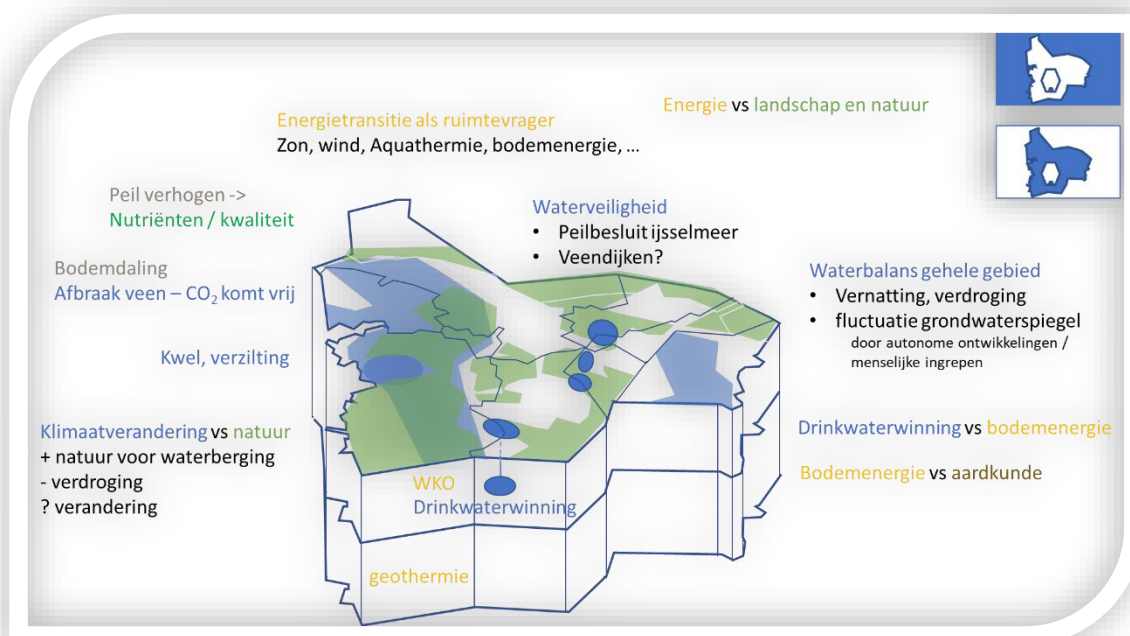 Energietransitie als ruimtevrager
Zon, wind, Aquathermie, bodemenergie, ...
Energie vs landschap en natuur
Peil verhogen ->
Nutriënten / kwaliteit
Waterveiligheid
• Peilbesluit ijsselmeer
• Veendijken?
Bodemdaling
Afbraak veen – CO₂ komt vrij
Waterbalans gehele gebied
• Vernatting, verdroging
• fluctuatie grondwaterspiegel
door autonome ontwikkelingen /
menselijke ingrepen
Kwel, verzilting
Klimaatverandering vs natuur
+ natuur voor waterberging
- verdroging
? verandering
Drinkwaterwinning vs bodemenergie
Bodemenergie vs aardkunde
WKO
Drinkwaterwinning
geothermie